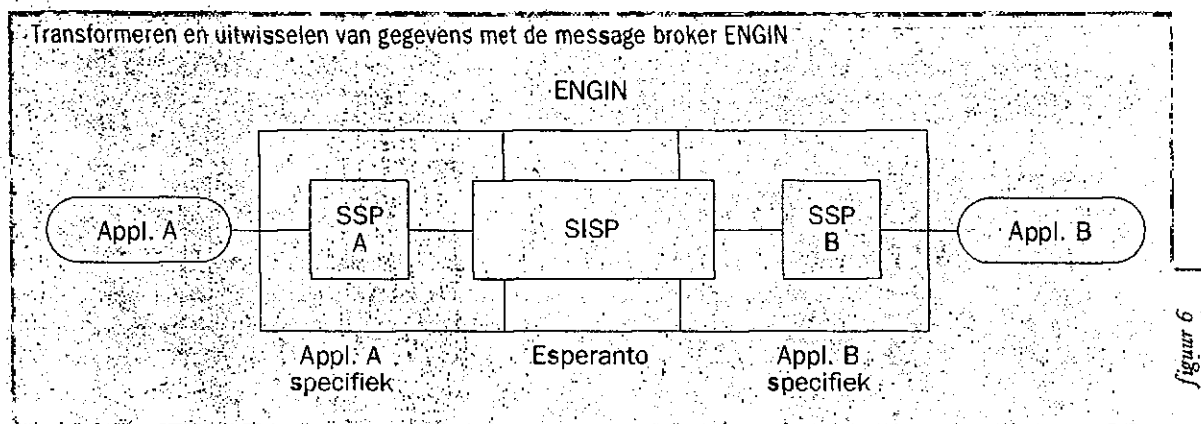 Transformeren en uitwisselen van gegevens met de message broker ENGIN
ENGIN
Appl. A
SSP
A
SISP
SSP
B
Appl. B
Appl. A
specifiek
Esperanto
Appl. B
specifiek
figuur 6